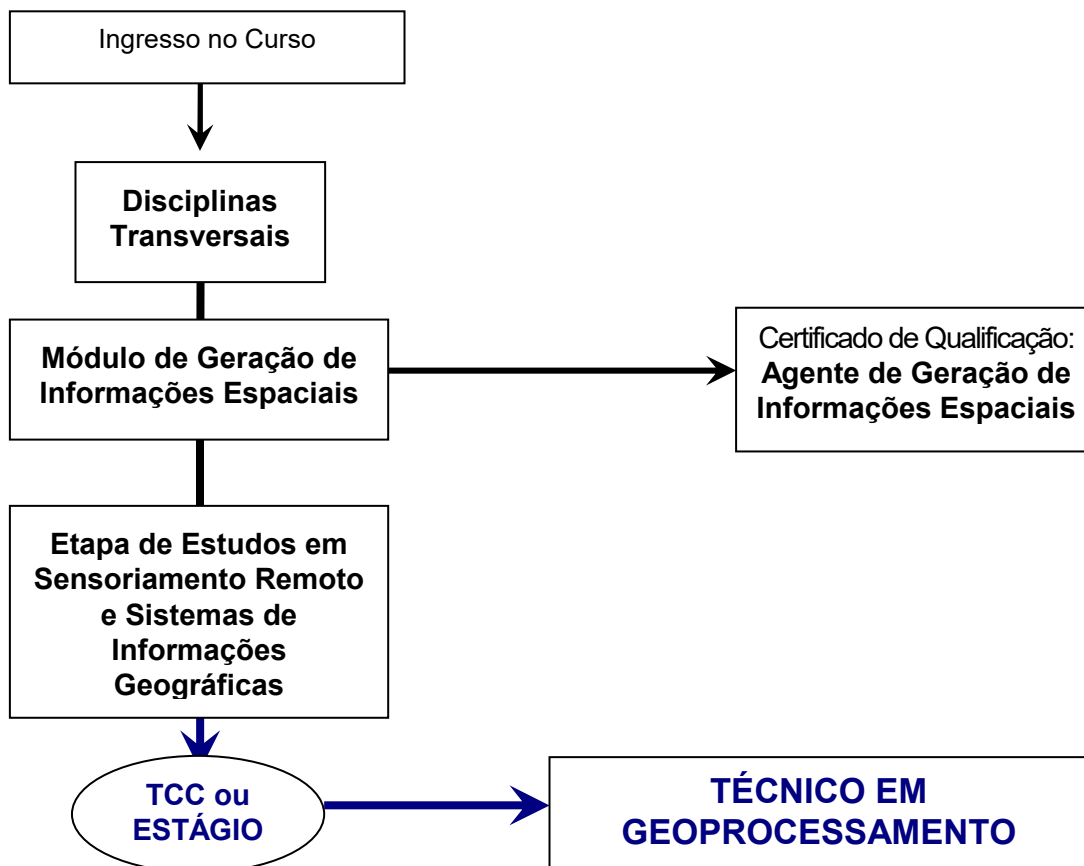 Ingresso no Curso
Disciplinas
Transversais
Módulo de Geração de
Informações Espaciais
Certificado de Qualificação:
Agente de Geração de
Informações Espaciais
Etapa de Estudos em
Sensoriamento Remoto
e Sistemas de
Informações
Geográficas
TCC ou
ESTÁGIO
TÉCNICO EM
GEOPROCESSAMENTO